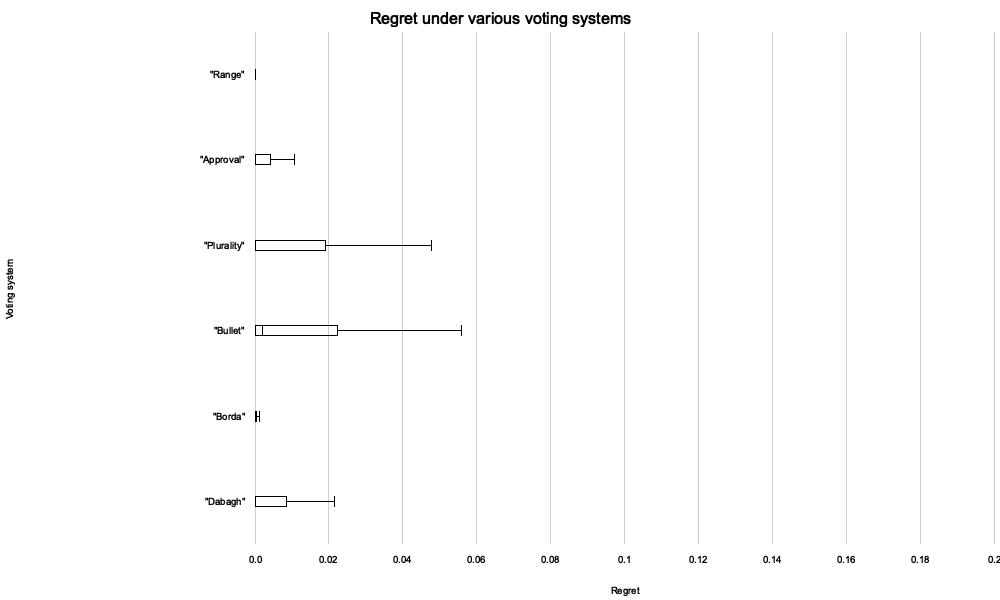 Regret under various voting systems
"Range"
"Approval"
"Plurality"
Voting system
"Bullet"
"Borda"
"Dabagh"
0.0 0.02 0.04 0.06 0.08 0.1 0.12 0.14 0.16 0.18 0.2
Regret